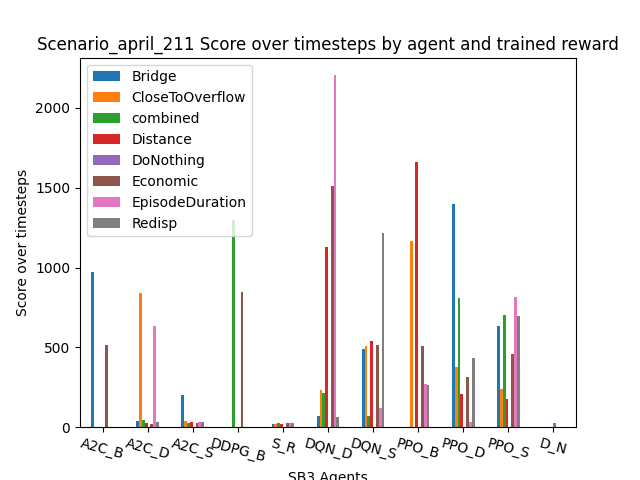 Scenario_april_211 Score over timesteps by agent and trained reward
Bridge
CloseToOverflow
combined
Distance
DoNothing
Economic
EpisodeDuration
Redisp
Score over timesteps
2000
1500
1000
500
0
A2C_B A2C_D A2C_S DDPG_B S_R DQN_D DQN_S PPO_B PPO_D PPO_S D_N
SB3 Agents